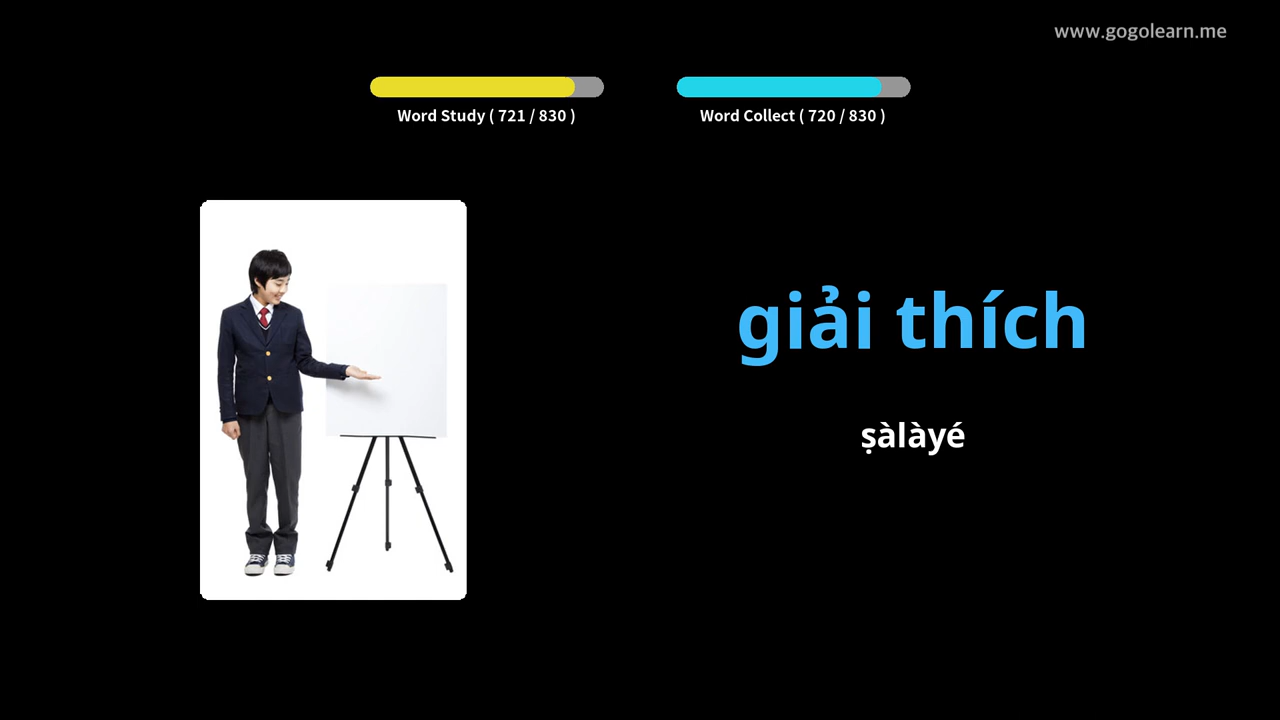 www.gogolearn.me
Word Study ( 721 / 830 )
Word Collect ( 720 / 830 )
giải thích
ṣàlàyé